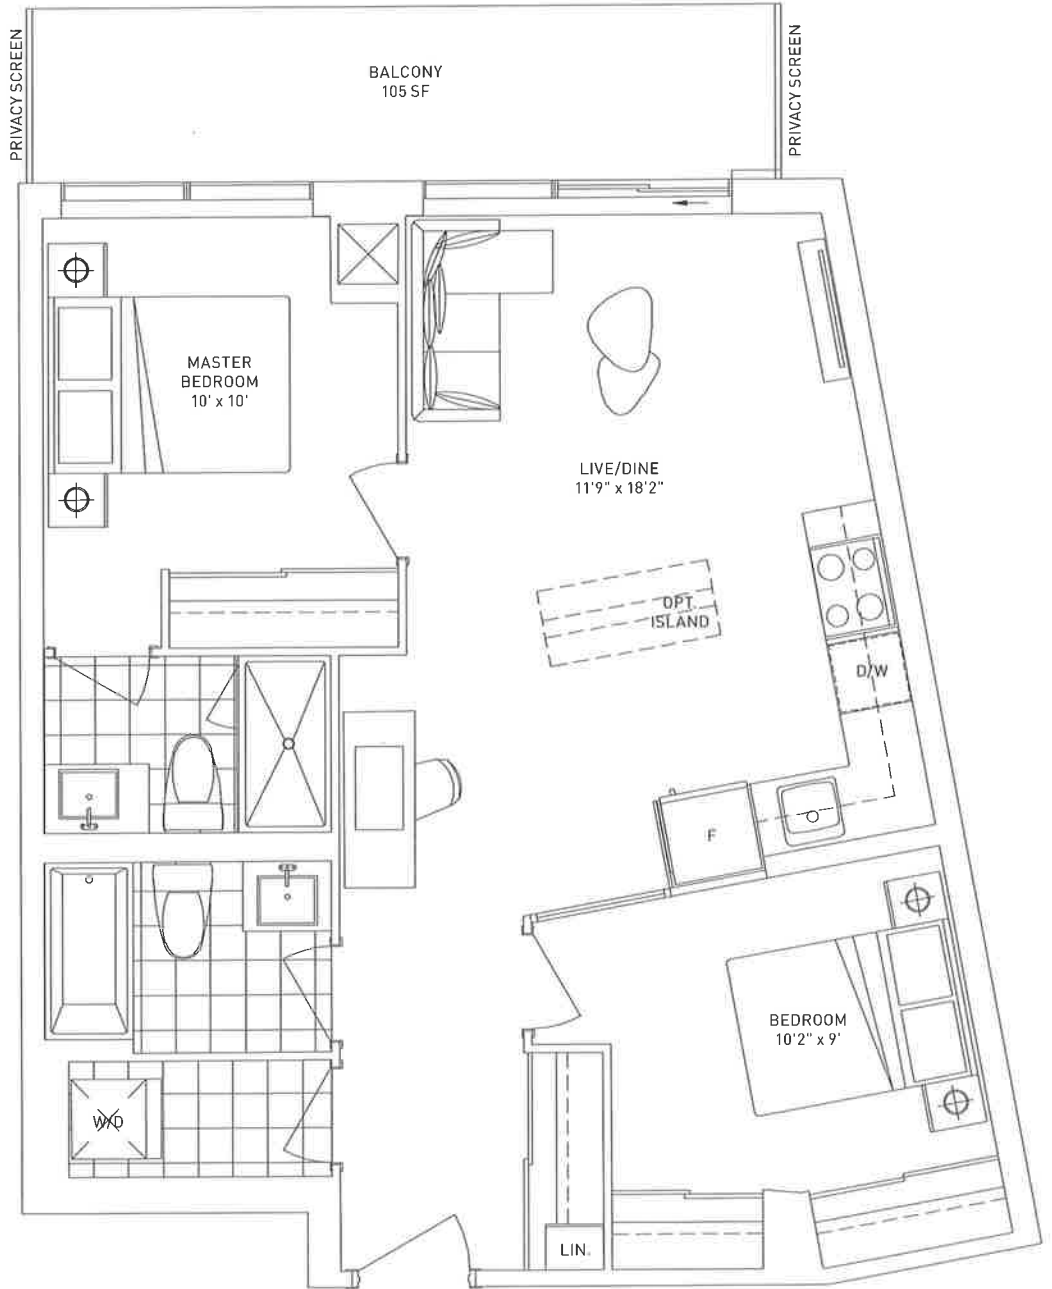 PRIVACY SCREEN
BALCONY
105 SF
PRIVACY SCREEN
MASTER
BEDROOM
10' x 10'
LIVE/DINE
11'9" x 18'2"
OPT.
ISLAND
D/W
F
BEDROOM
10'2" x 9'
W/D
LIN.